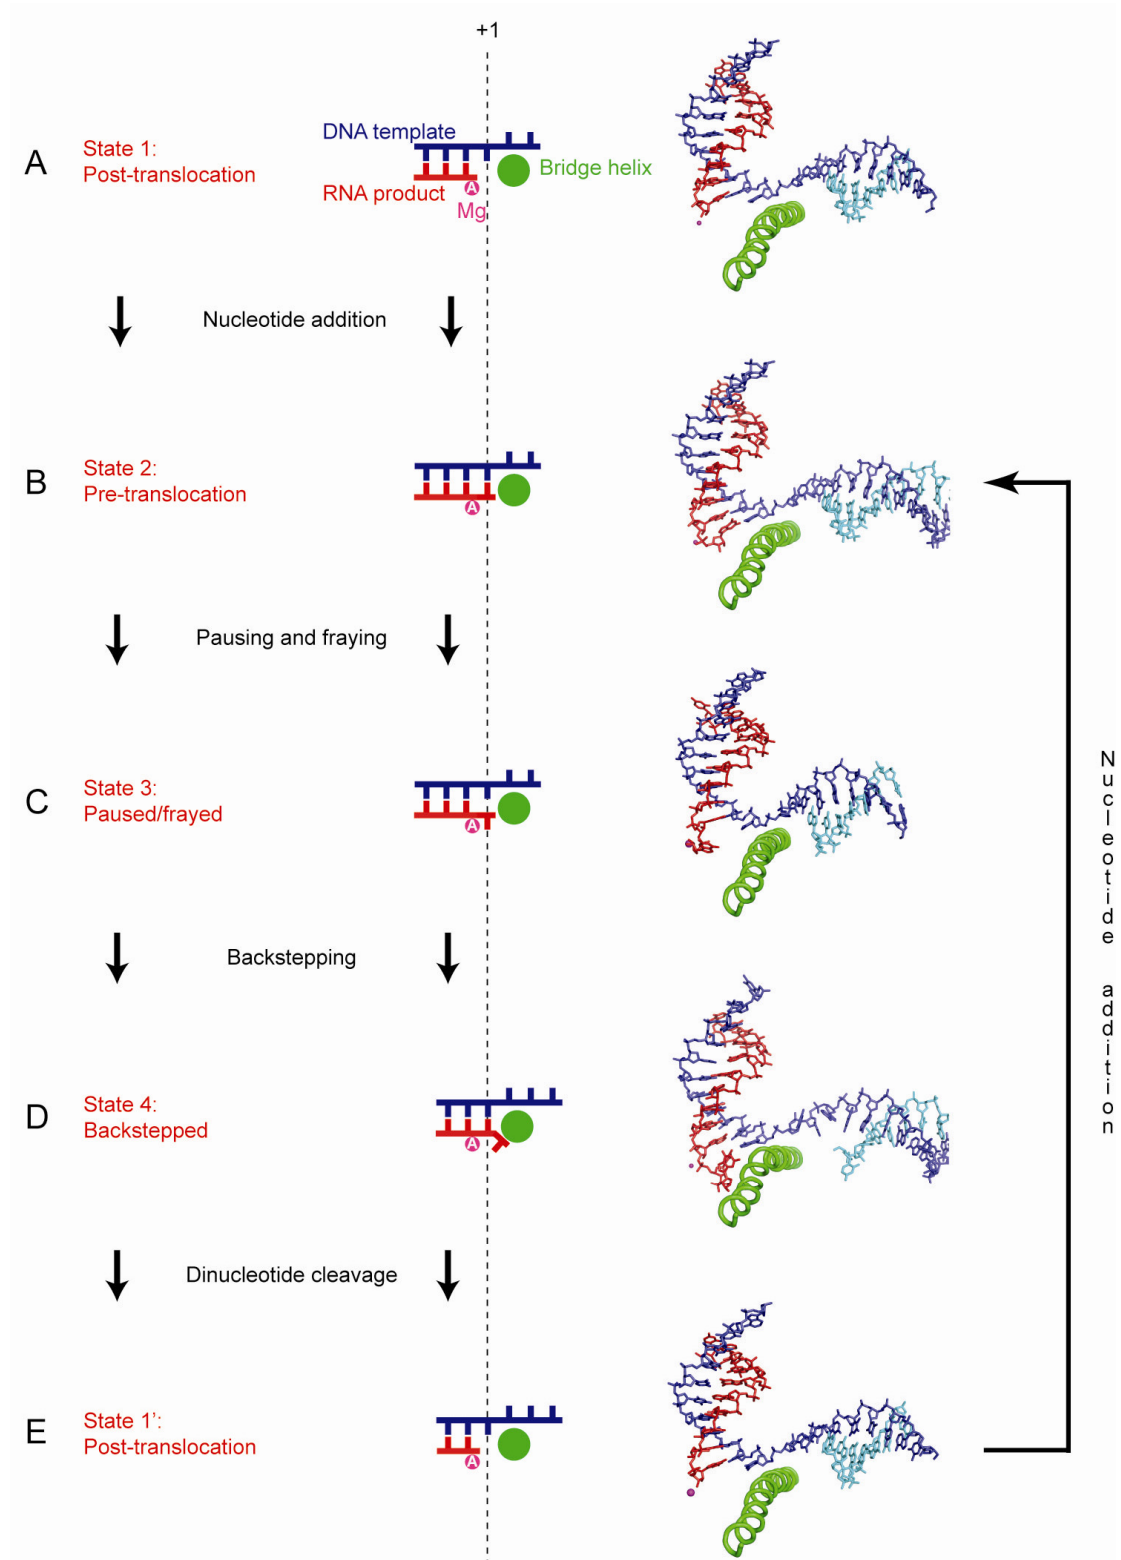 +1
A
State 1:
Post-translocation
DNA template
RNA product
A
Mg
Bridge helix
Nucleotide addition
B
State 2:
Pre-translocation
A
Pausing and fraying
C
State 3:
Paused/frayed
A
Backstepping
D
State 4:
Backstepped
A
Dinucleotide cleavage
E
State 1’:
Post-translocation
A
Nucleotide addition